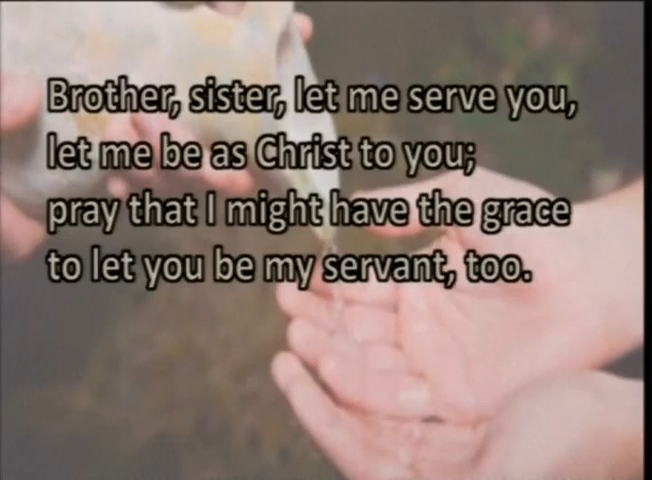 Brother, sister, let me serve you,
let me be as Christ to you;
pray that I might have the grace
to let you be my servant, too.